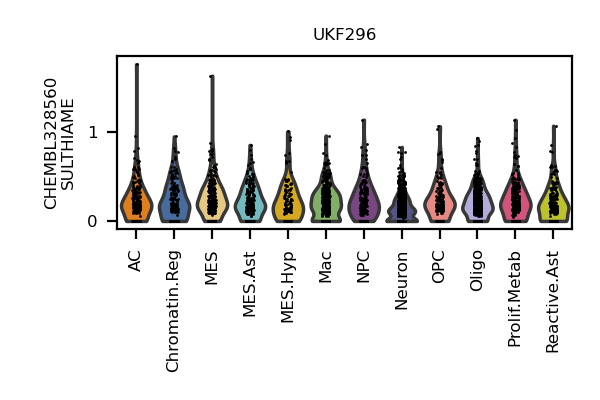 UKF296
CHEMBL328560
SULTHIAME
1
0
AC
Chromatin.Reg
MES
MES.Ast
MES.Hyp
Mac
NPC
Neuron
OPC
Oligo
Prolif.Metab
Reactive.Ast